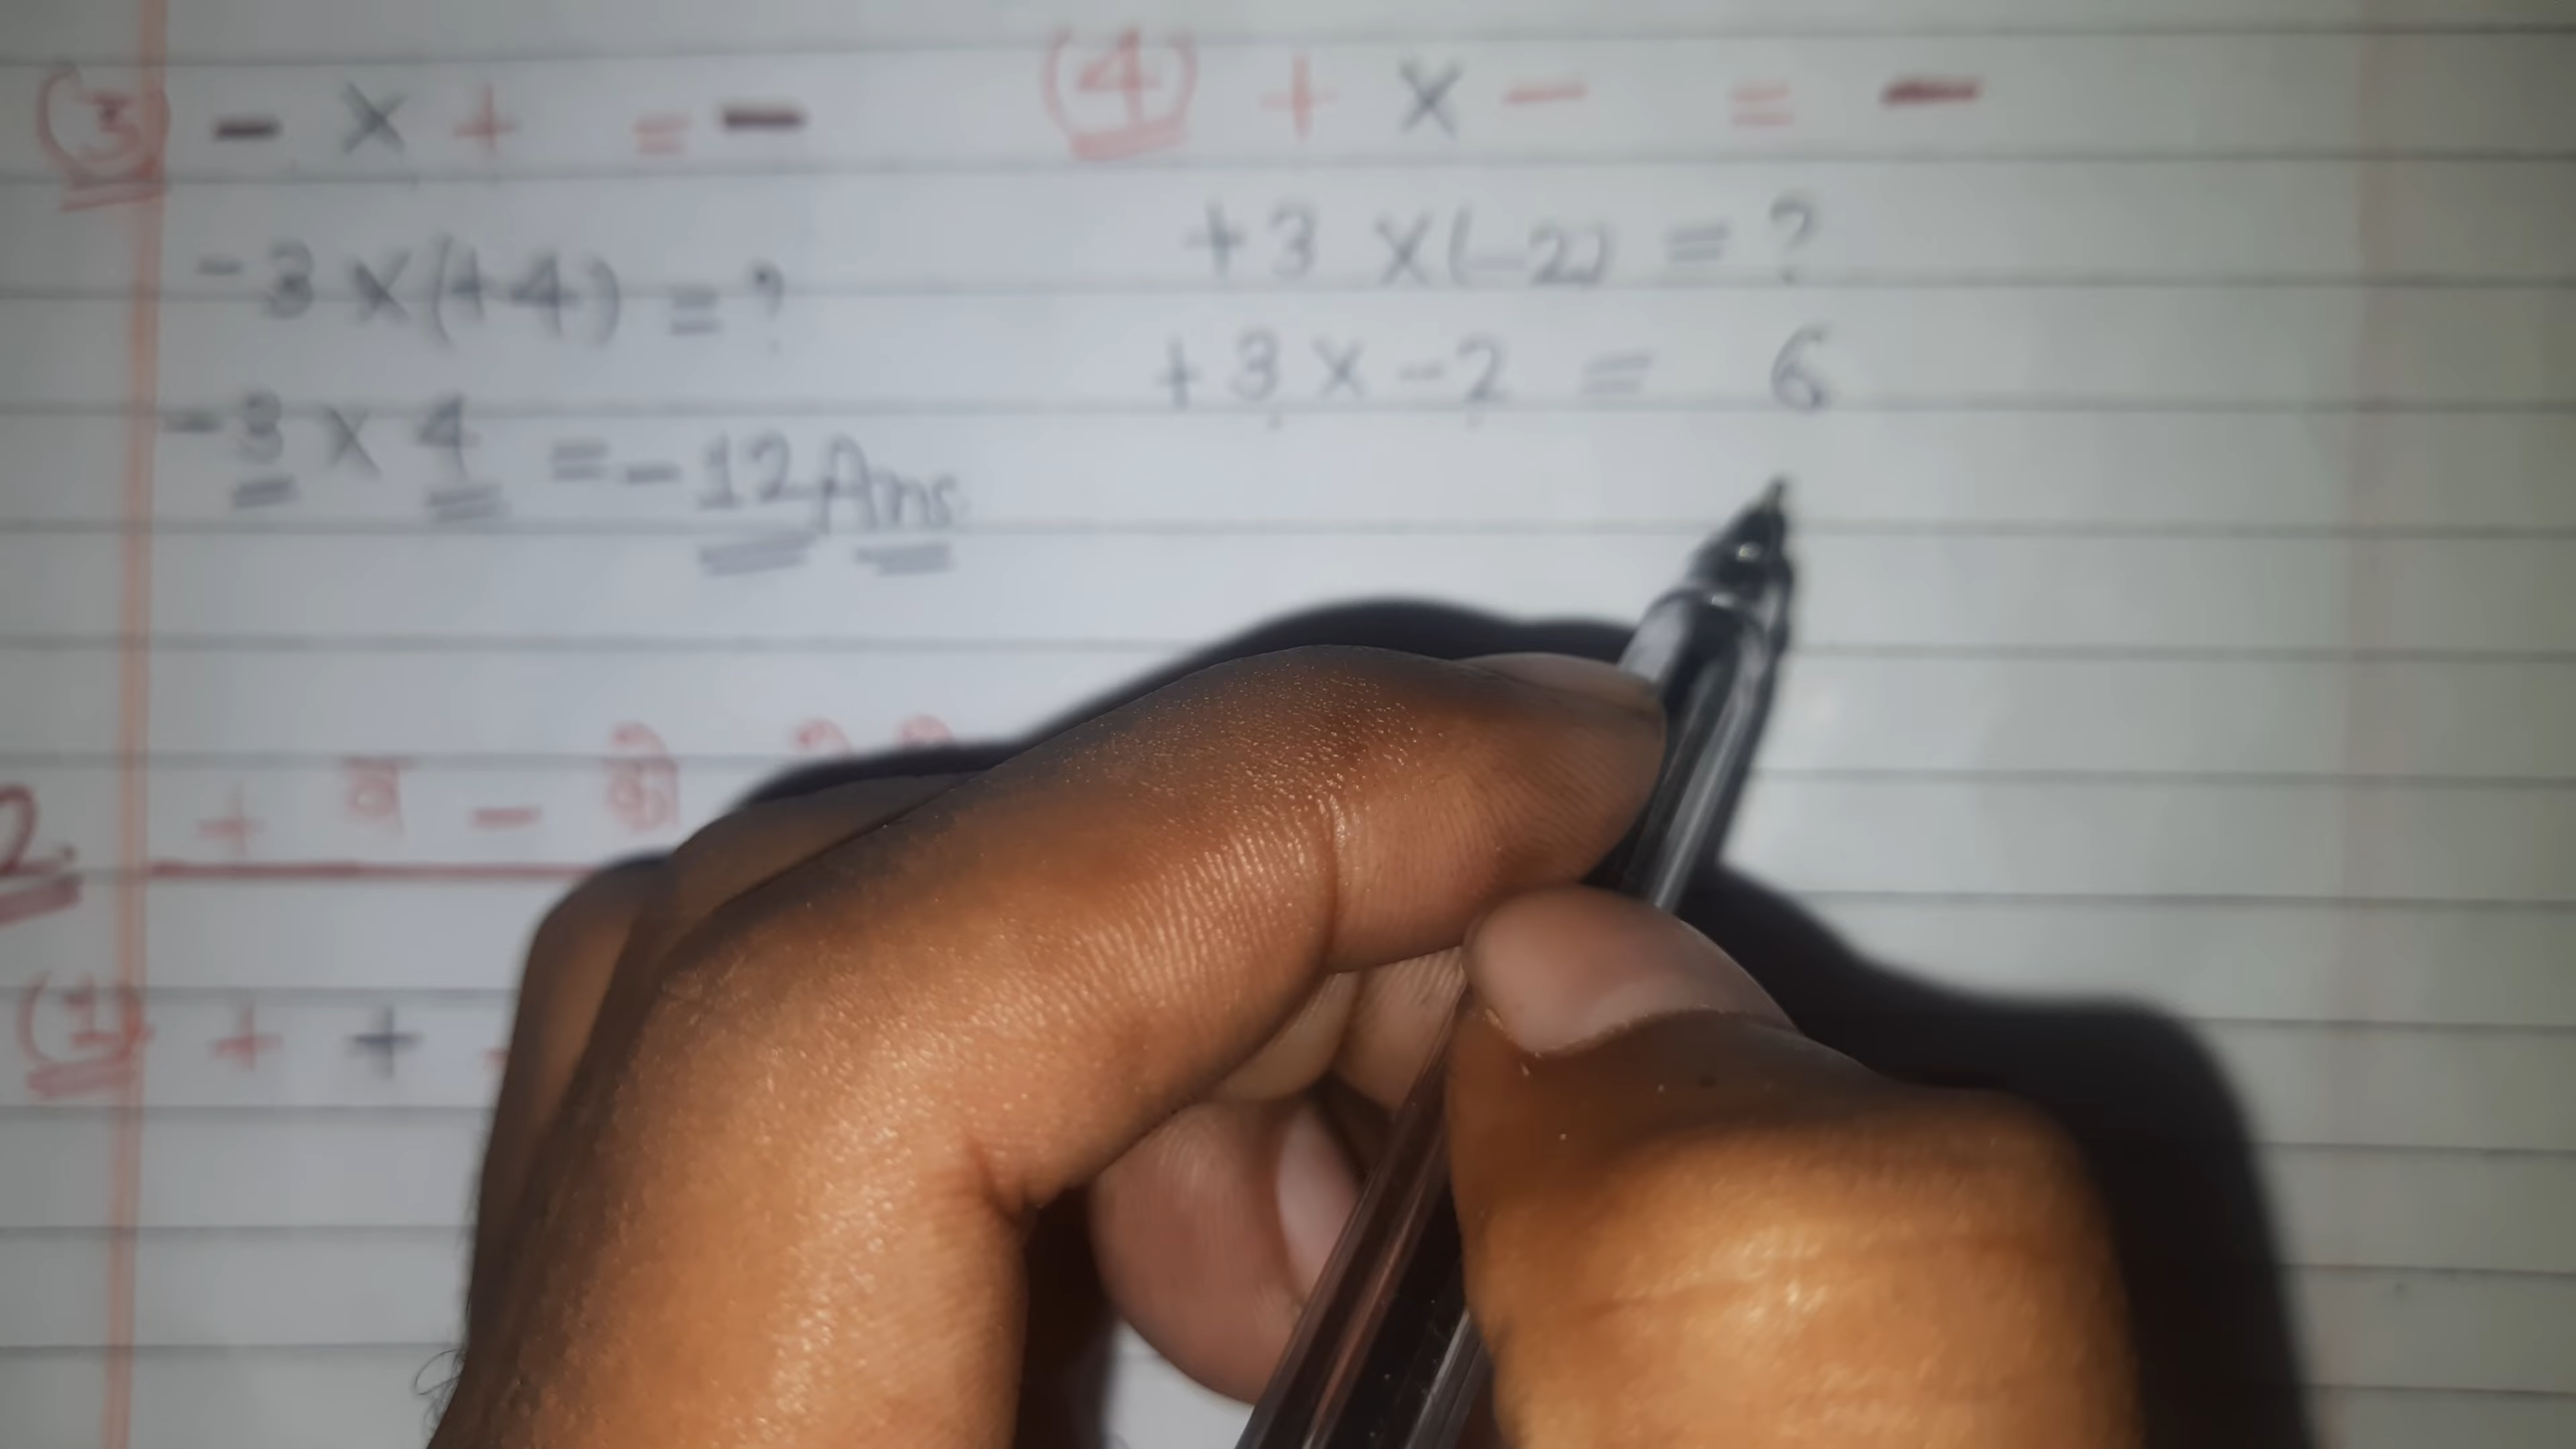 (3) - × + = -
-3 ×(+4) = ?
-3 × 4 = -12 Ans.
(4) + × - = -
+3 ×(-2) = ?
+3 × -2 = 6
2. + व -
(1) + +